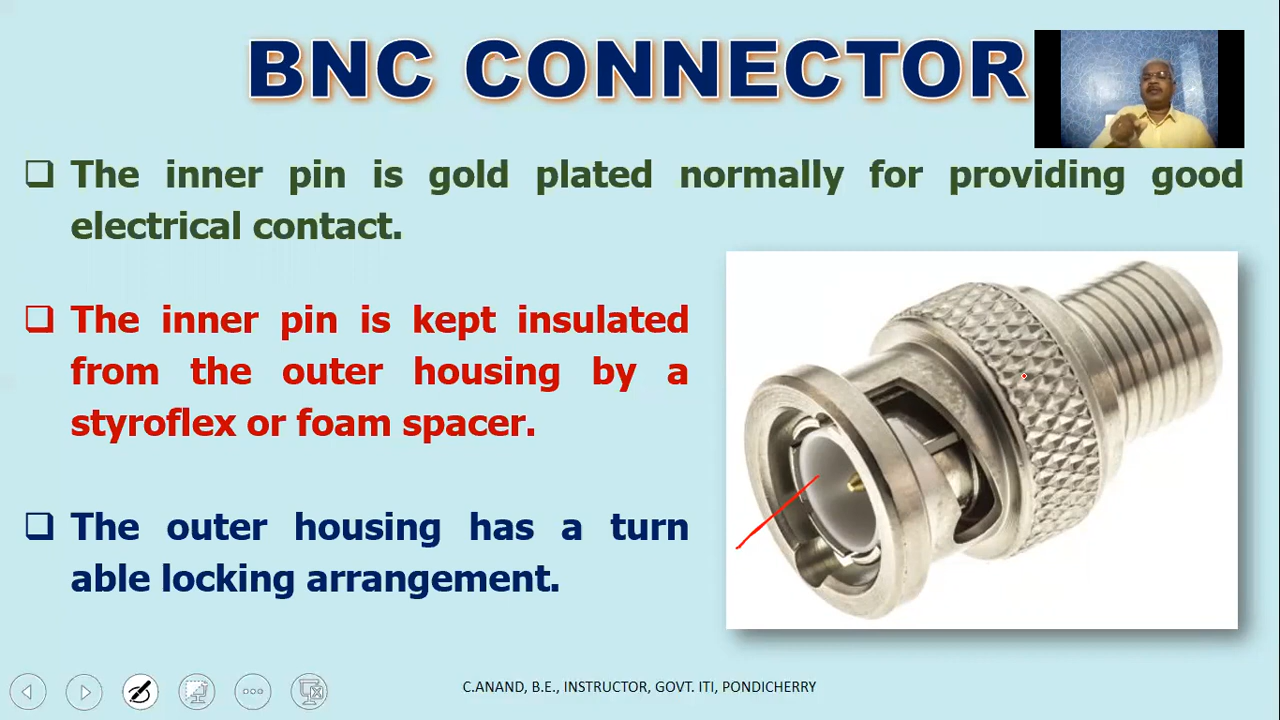 BNC CONNECTOR
The inner pin is gold plated normally for providing good
electrical contact.
The inner pin is kept insulated
from the outer housing by a
styroflex or foam spacer.
The outer housing has a turn
able locking arrangement.
C.ANAND, B.E., INSTRUCTOR, GOVT. ITI, PONDICHERRY